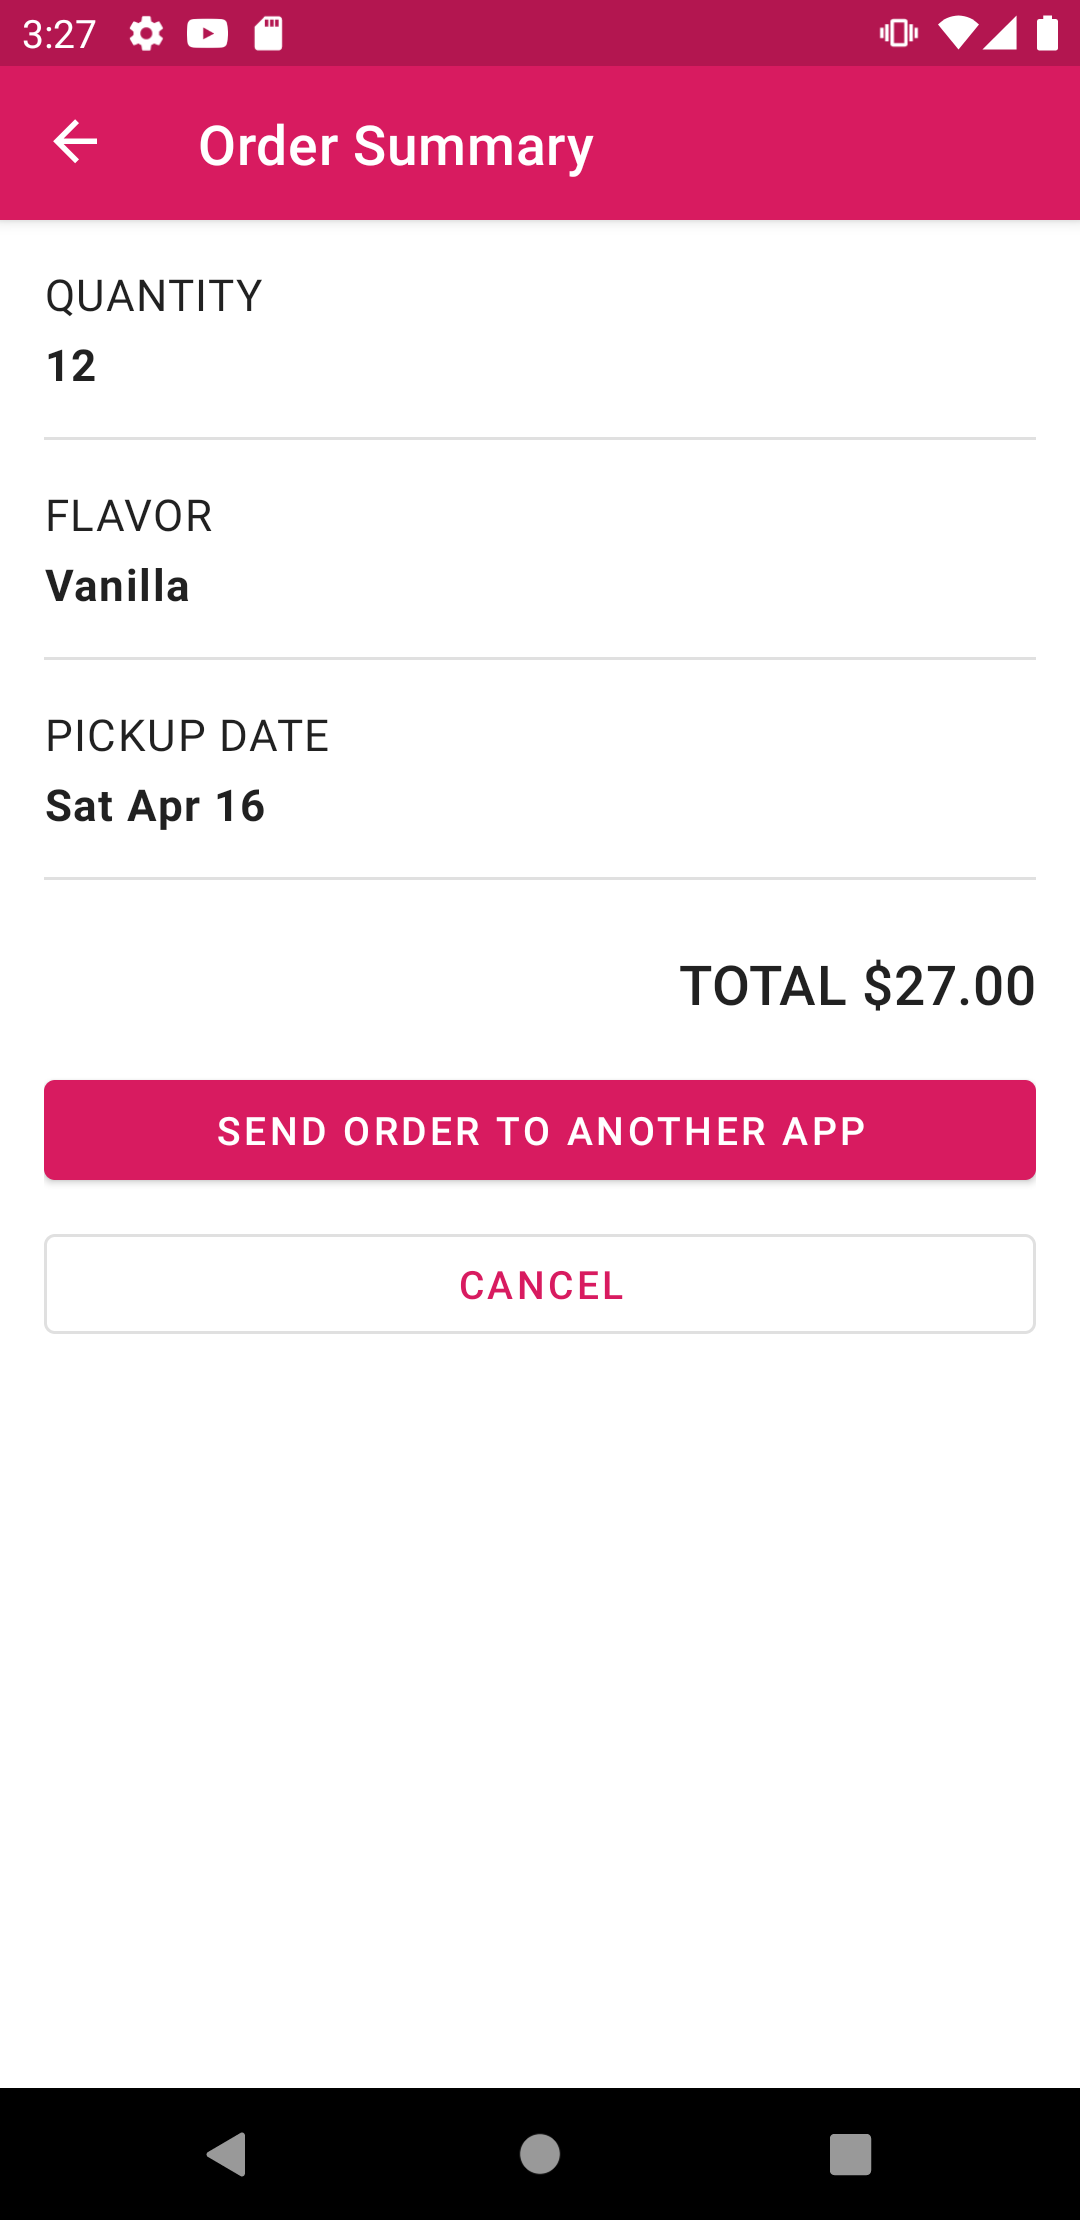 3:27
Order Summary
QUANTITY
12
FLAVOR
Vanilla
PICKUP DATE
Sat Apr 16
TOTAL $27.00
SEND ORDER TO ANOTHER APP
CANCEL